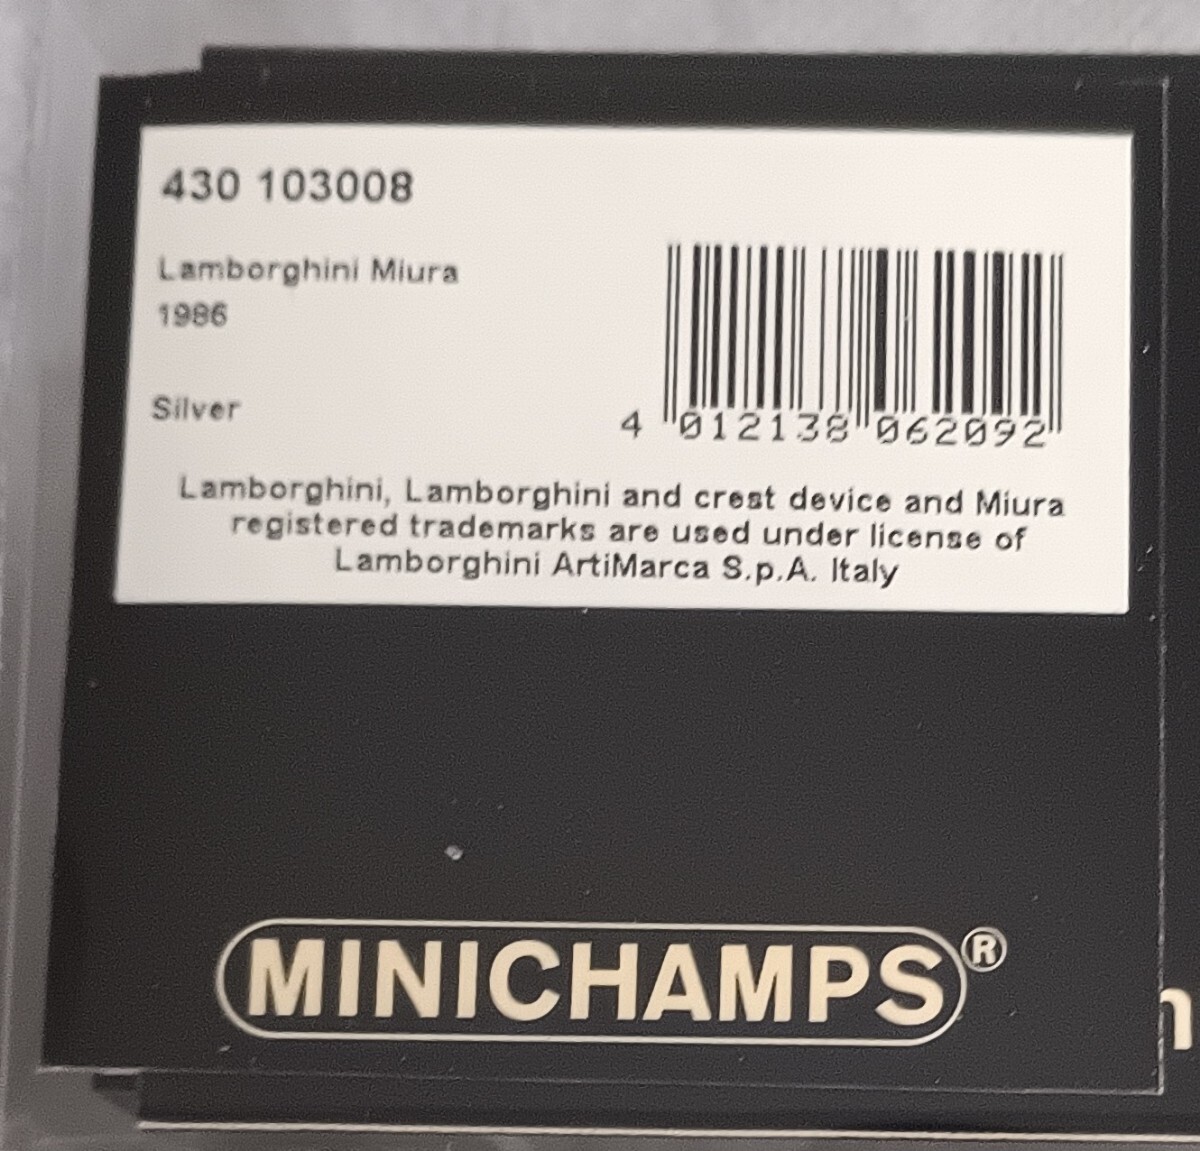 430 103008
Lamborghini Miura
1986
Silver
4 012138 062092
Lamborghini, Lamborghini and crest device and Miura
registered trademarks are used under license of
Lamborghini ArtiMarca S.p.A. Italy
MINICHAMPS®